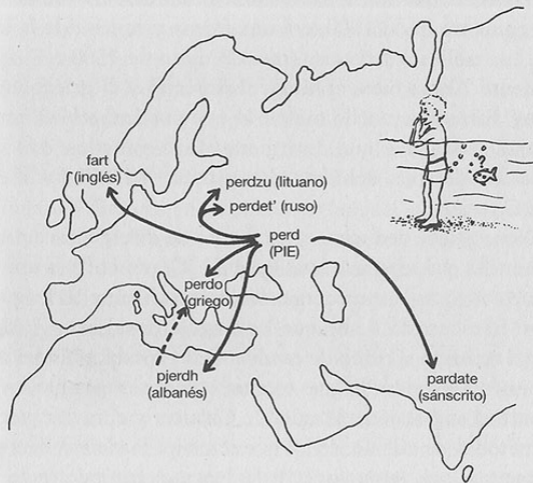 fart
(inglés)
perdzu (lituano)
perdet' (ruso)
perd
(PIE)
perdo
(griego)
pjerdh
(albanés)
pardate
(sánscrito)
?